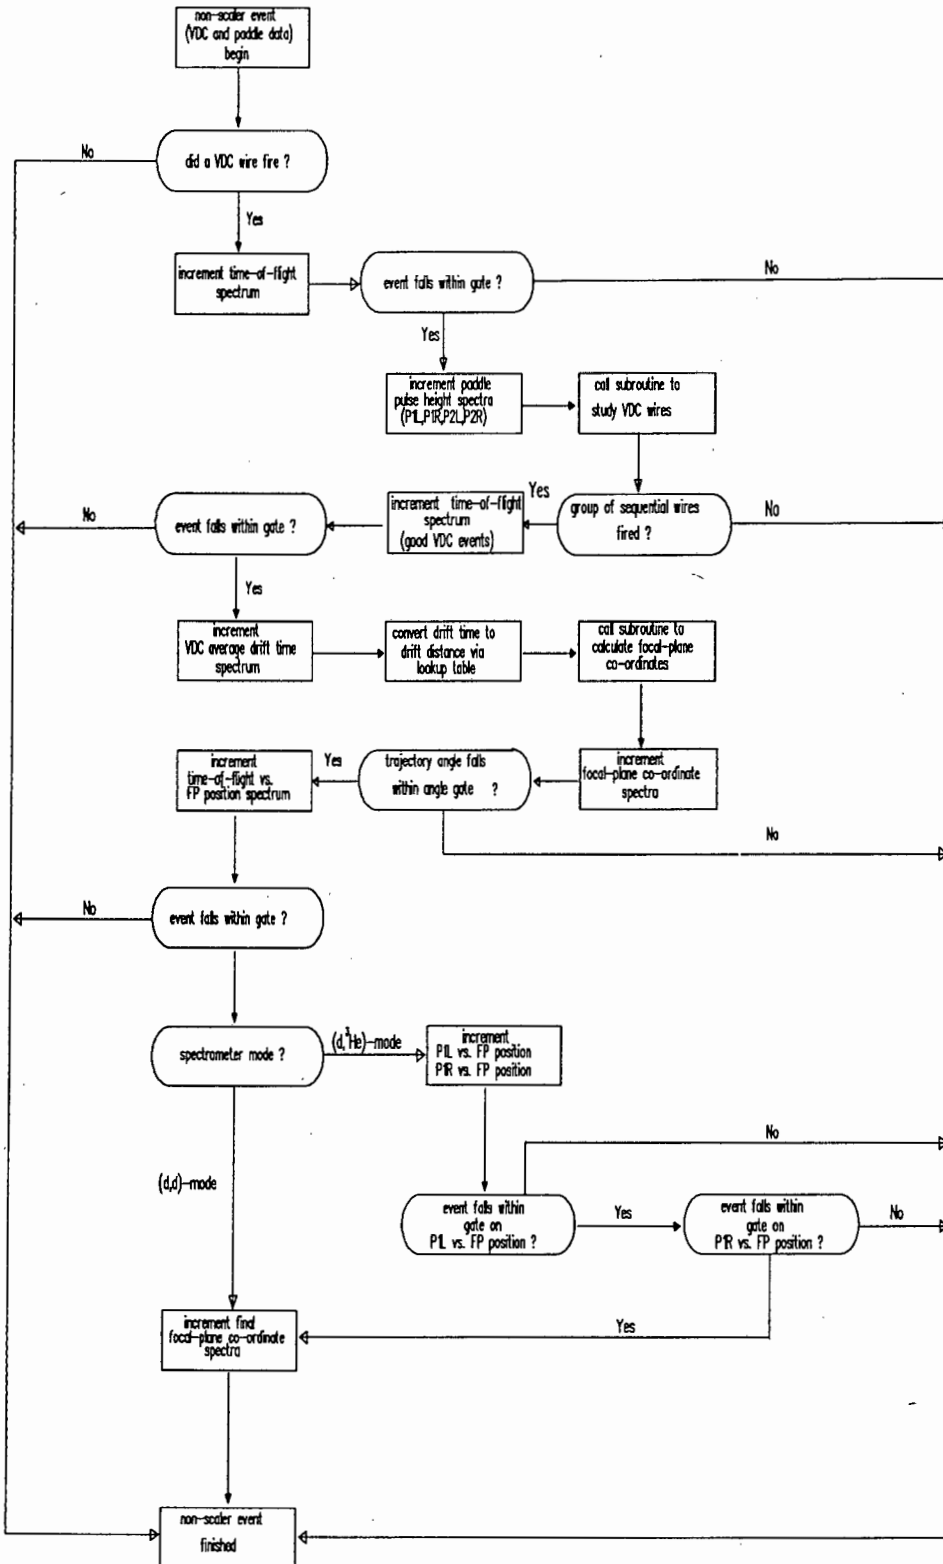 non-scaler event
(VDC and paddle data)
begin
did a VDC wire fire ?
No
Yes
increment time-of-flight
spectrum
event falls within gate ?
No
Yes
increment paddle
pulse height spectra
(P1L,P1R,P2L,P2R)
call subroutine to
study VDC wires
group of sequential wires
fired ?
No
Yes
increment time-of-flight
spectrum
(good VDC events)
event falls within gate ?
No
Yes
increment
VDC average drift time
spectrum
convert drift time to
drift distance via
lookup table
call subroutine to
calculate focal-plane
co-ordinates
increment
focal-plane co-ordinate
spectra
trajectory angle falls
within angle gate ?
Yes
No
increment
time-of-flight vs.
FP position spectrum
event falls within gate ?
No
spectrometer mode ?
(d,³He)-mode
increment
P1L vs. FP position
P1R vs. FP position
(d,d)-mode
No
event falls within
gate on
P1L vs. FP position ?
Yes
event falls within
gate on
P1R vs. FP position ?
No
Yes
increment final
focal-plane co-ordinate
spectra
non-scaler event
finished